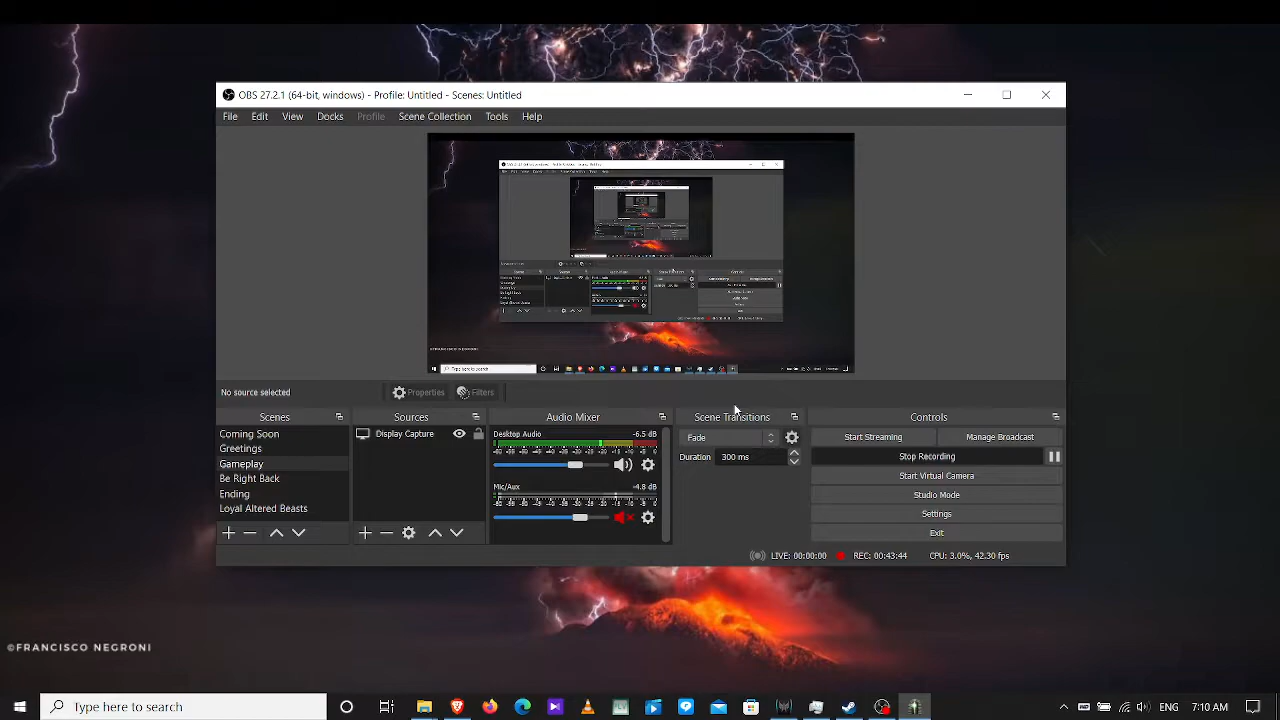 OBS 27.2.1 (64-bit, windows) - Profile: Untitled - Scenes: Untitled
File Edit View Docks Profile Scene Collection Tools Help
No source selected Properties Filters
Scenes Sources Audio Mixer Scene Transitions Controls
Coming Soon
Greetings
Gameplay
Be Right Back
Ending
Loyal Altered Beasts
Display Capture
Desktop Audio -6.5 dB
Mic/Aux -4.8 dB
Fade
Duration 300 ms
Start Streaming Manage Broadcast
Stop Recording
Start Virtual Camera
Studio Mode
Settings
Exit
LIVE: 00:00:00 REC: 00:43:44 CPU: 3.0%, 42.30 fps
©FRANCISCO NEGRONI
Type here to search ENG 7:10 AM